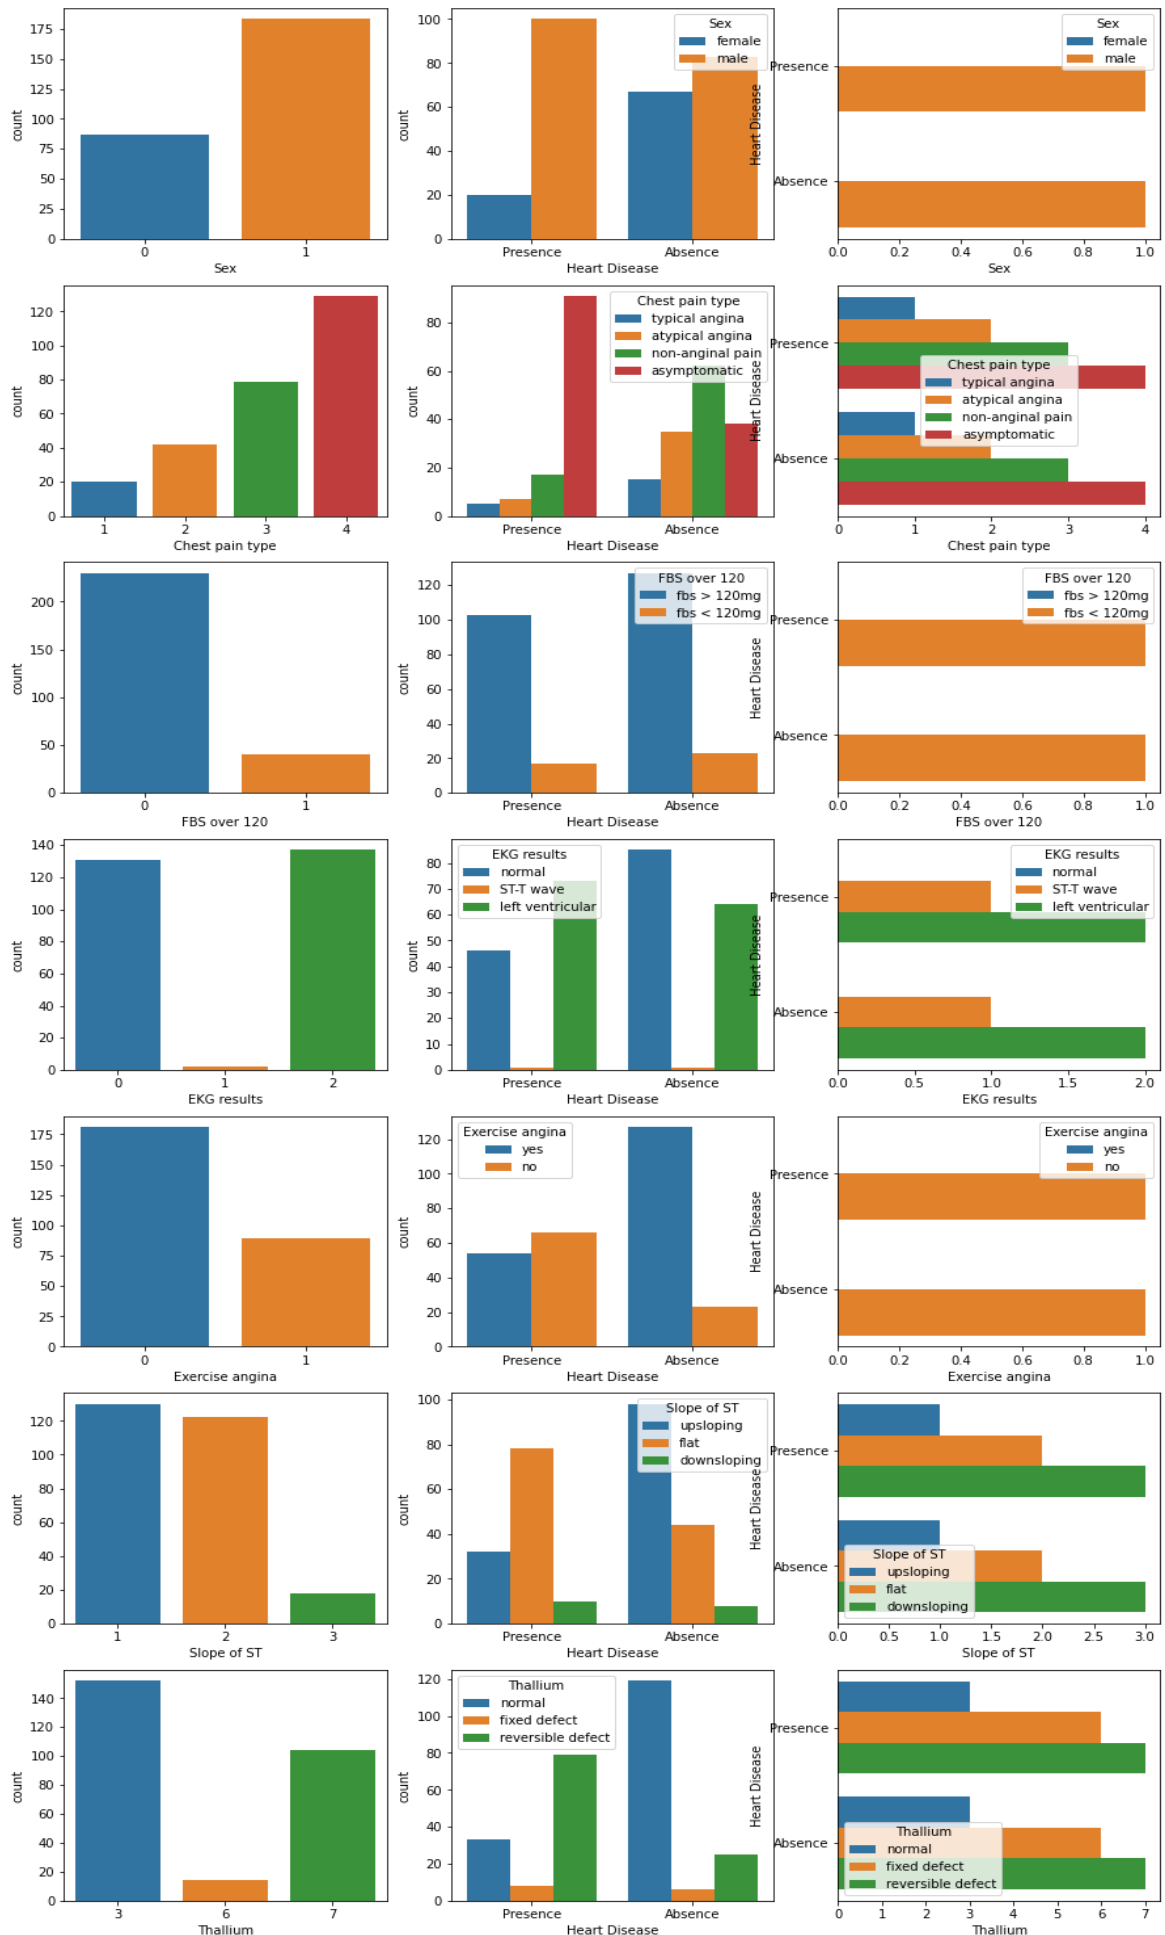 175
150
125
100
75
50
25
0
count
0 1
Sex
100
80
60
40
20
0
count
Sex
female
male
Presence Absence
Heart Disease
Heart Disease
Presence
Absence
Sex
female
male
0.0 0.2 0.4 0.6 0.8 1.0
Sex
120
100
80
60
40
20
0
count
1 2 3 4
Chest pain type
80
60
40
20
0
count
Chest pain type
typical angina
atypical angina
non-anginal pain
asymptomatic
Presence Absence
Heart Disease
Heart Disease
Presence
Absence
Chest pain type
typical angina
atypical angina
non-anginal pain
asymptomatic
0 1 2 3 4
Chest pain type
200
150
100
50
0
count
0 1
FBS over 120
120
100
80
60
40
20
0
count
FBS over 120
fbs > 120mg
fbs < 120mg
Presence Absence
Heart Disease
Heart Disease
Presence
Absence
FBS over 120
fbs > 120mg
fbs < 120mg
0.0 0.2 0.4 0.6 0.8 1.0
FBS over 120
140
120
100
80
60
40
20
0
count
0 1 2
EKG results
80
70
60
50
40
30
20
10
0
count
EKG results
normal
ST-T wave
left ventricular
Presence Absence
Heart Disease
Heart Disease
Presence
Absence
EKG results
normal
ST-T wave
left ventricular
0.0 0.5 1.0 1.5 2.0
EKG results
175
150
125
100
75
50
25
0
count
0 1
Exercise angina
120
100
80
60
40
20
0
count
Exercise angina
yes
no
Presence Absence
Heart Disease
Heart Disease
Presence
Absence
Exercise angina
yes
no
0.0 0.2 0.4 0.6 0.8 1.0
Exercise angina
120
100
80
60
40
20
0
count
1 2 3
Slope of ST
100
80
60
40
20
0
count
Slope of ST
upsloping
flat
downsloping
Presence Absence
Heart Disease
Heart Disease
Presence
Absence
Slope of ST
upsloping
flat
downsloping
0.0 0.5 1.0 1.5 2.0 2.5 3.0
Slope of ST
140
120
100
80
60
40
20
0
count
3 6 7
Thallium
120
100
80
60
40
20
0
count
Thallium
normal
fixed defect
reversible defect
Presence Absence
Heart Disease
Heart Disease
Presence
Absence
Thallium
normal
fixed defect
reversible defect
0 1 2 3 4 5 6 7
Thallium